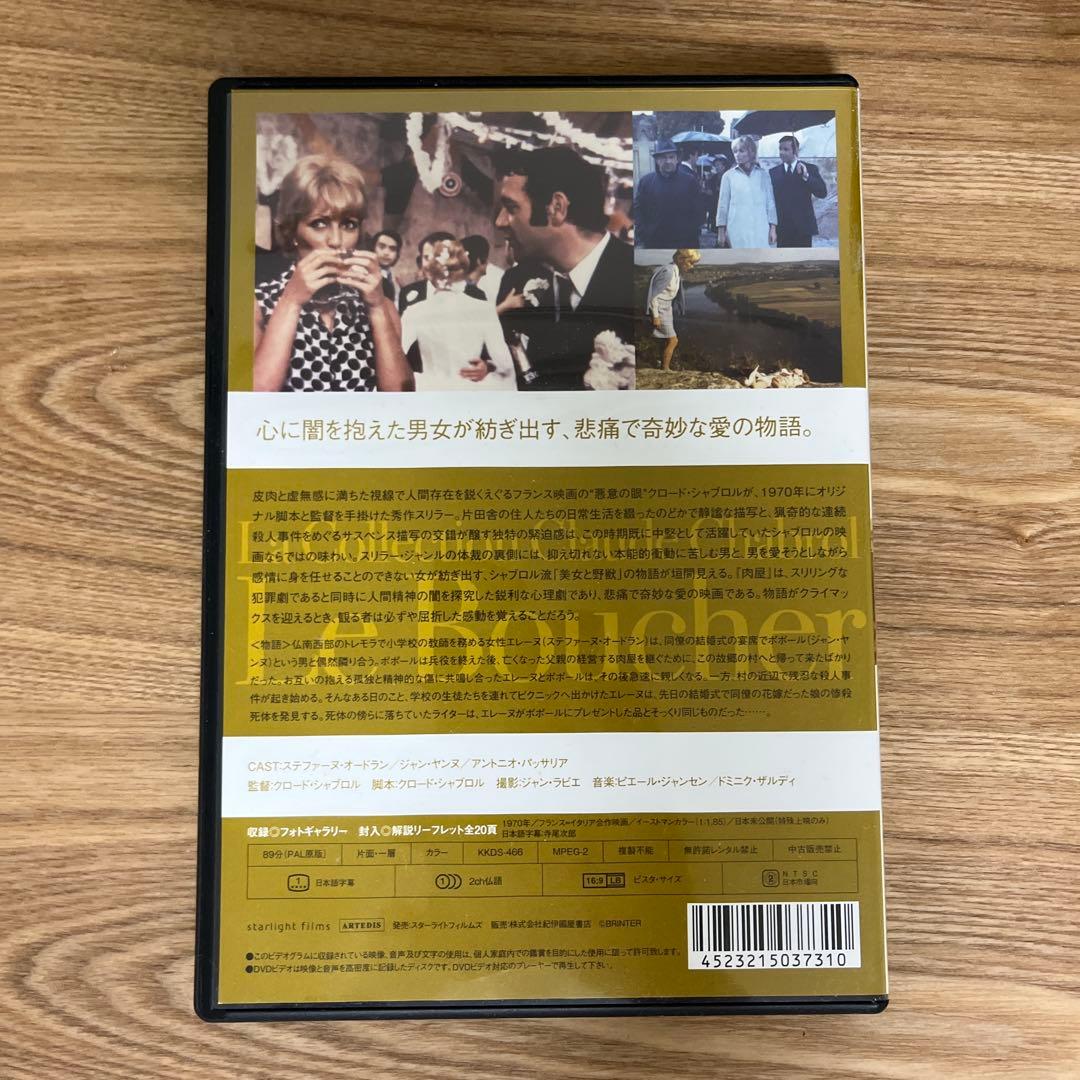 心に闇を抱えた男女が紡ぎ出す、悲痛で奇妙な愛の物語。
La Collection Claude Chabrol
Le Boucher
皮肉と虚無感に満ちた視線で人間存在を鋭くえぐるフランス映画の“悪意の眼”クロード・シャブロルが、1970年にオリジ
ナル脚本と監督を手掛けた秀作スリラー。片田舎の住人たちの日常生活を綴ったのどかで静謐な描写と、猟奇的な連続
殺人事件をめぐるサスペンス描写の交錯が醸す独特の緊迫感は、この時期既に中堅として活躍していたシャブロルの映
画ならではの味わい。スリラー・ジャンルの体裁の裏側には、抑え切れない本能的衝動に苦しむ男と、男を愛そうとしながら
感情に身を任せることのできない女が紡ぎ出す、シャブロル流「美女と野獣」の物語が垣間見える。『肉屋』は、スリリングな
犯罪劇であると同時に人間精神の闇を探究した鋭利な心理劇であり、悲痛で奇妙な愛の映画である。物語がクライマッ
クスを迎えるとき、観る者は必ずや屈折した感動を覚えることだろう。
〈物語〉仏南西部のトレモラで小学校の教師を務める女性エレーヌ（ステファーヌ・オードラン）は、同僚の結婚式の宴席でポポール（ジャン・ヤ
ンヌ）という男と偶然隣り合う。ポポールは兵役を終えた後、亡くなった父親の経営する肉屋を継ぐために、この故郷の村へと帰って来たばかり
だった。お互いの抱える孤独と精神的な傷に共鳴し合ったエレーヌとポポールは、その後急速に親しくなる。一方、村の近辺で残忍な殺人事
件が起き始める。そんなある日のこと、学校の生徒たちを連れてピクニックへ出かけたエレーヌは、先日の結婚式で同僚の花嫁だった娘の惨殺
死体を発見する。死体の傍らに落ちていたライターは、エレーヌがポポールにプレゼントした品とそっくり同じものだった……。
CAST:ステファーヌ・オードラン／ジャン・ヤンヌ／アントニオ・パッサリア
監督:クロード・シャブロル 脚本:クロード・シャブロル 撮影:ジャン・ラビエ 音楽:ピエール・ジャンセン／ドミニク・ザルディ
収録◎フォトギャラリー 封入◎解説リーフレット全20頁
1970年／フランス=イタリア合作映画／イーストマンカラー（1:1.85）／日本未公開（特殊上映のみ）
日本語字幕:寺尾次郎
89分（PAL原版） 片面・一層 カラー KKDS-466 MPEG-2 複製不能 無許諾レンタル禁止 中古販売禁止
1 日本語字幕 1 2ch仏語 16:9 LB ビスタ・サイズ 2 NTSC
日本市場向
starlight films ARTEDIS 発売:スターライトフィルムズ 販売:株式会社紀伊國屋書店 ©BRINTER
●このビデオグラムに収録されている映像、音声及び文字の使用は、個人家庭内での鑑賞を目的にした使用に限って許可致します。
●DVDビデオは映像と音声を高密度に記録したディスクです。DVDビデオ対応のプレーヤーで再生して下さい。
4523215037310